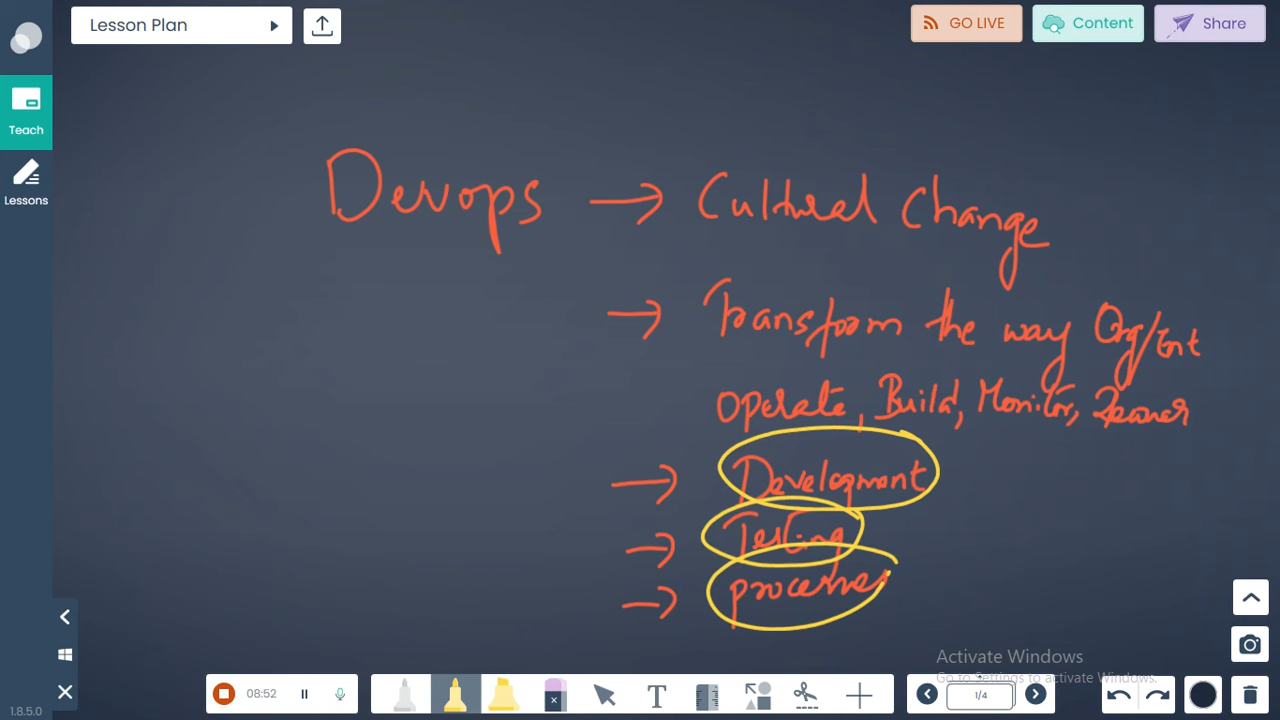 Lesson Plan
GO LIVE
Content
Share
Teach
Lessons
Devops → Cultural Change
→ Transform the way Org/Ent
Operate, Build, Monitor,
→ Development
→ Testing
→ processes
Activate Windows
Go to Settings to activate Windows.
08:52
T
1/4
1.8.5.0